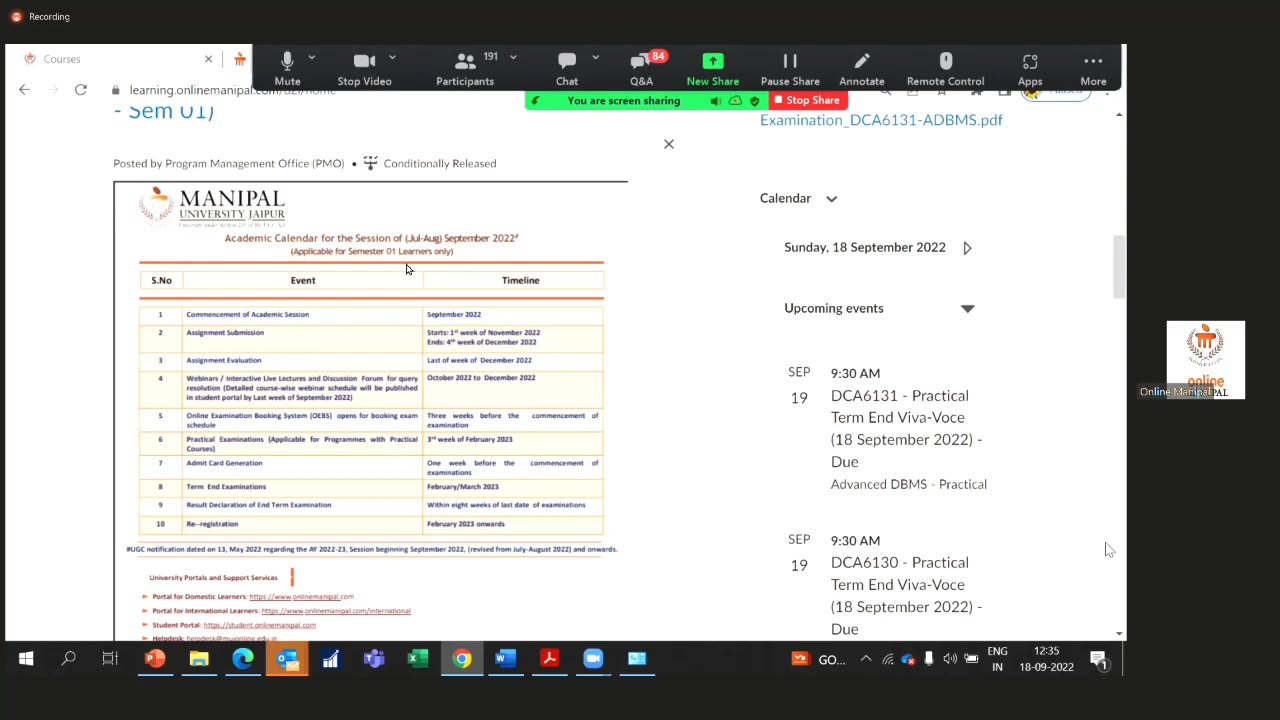 Recording
Courses
Mute
Stop Video
Participants
191
Chat
Q&A
84
New Share
Pause Share
Annotate
Remote Control
Apps
More
learning.onlinemanipal.com/d2l/home
You are screen sharing
Stop Share
- Sem 01)
Examination_DCA6131-ADBMS.pdf
Posted by Program Management Office (PMO) • Conditionally Released
MANIPAL
UNIVERSITY JAIPUR
Academic Calendar for the Session of (Jul-Aug) September 2022#
(Applicable for Semester 01 Learners only)
S.No Event Timeline
1 Commencement of Academic Session September 2022
2 Assignment Submission Starts: 1st week of November 2022
Ends: 4th week of December 2022
3 Assignment Evaluation Last of week of December 2022
4 Webinars / Interactive Live Lectures and Discussion Forum for query October 2022 to December 2022
resolution (Detailed course-wise webinar schedule will be published
in student portal by Last week of September 2022)
5 Online Examination Booking System (OEBS) opens for booking exam Three weeks before the commencement of
schedule examination
6 Practical Examinations (Applicable for Programmes with Practical 3rd week of February 2023
Courses)
7 Admit Card Generation One week before the commencement of
examinations
8 Term End Examinations February/March 2023
9 Result Declaration of End Term Examination Within eight weeks of last date of examinations
10 Re--registration February 2023 onwards
#UGC notification dated on 13, May 2022 regarding the AY 2022-23, Session beginning September 2022, (revised from July-August 2022) and onwards.
University Portals and Support Services
Portal for Domestic Learners: https://www.onlinemanipal.com
Portal for International Learners: https://www.onlinemanipal.com/international
Student Portal: https://student.onlinemanipal.com
Helpdesk: helpdesk@mujonline.edu.in
Calendar
Sunday, 18 September 2022
Upcoming events
SEP
19
9:30 AM
DCA6131 - Practical
Term End Viva-Voce
(18 September 2022) -
Due
Advanced DBMS - Practical
SEP
19
9:30 AM
DCA6130 - Practical
Term End Viva-Voce
(18 September 2022) -
Due
online
Online Manipal
GO...
ENG
IN
12:35
18-09-2022
1